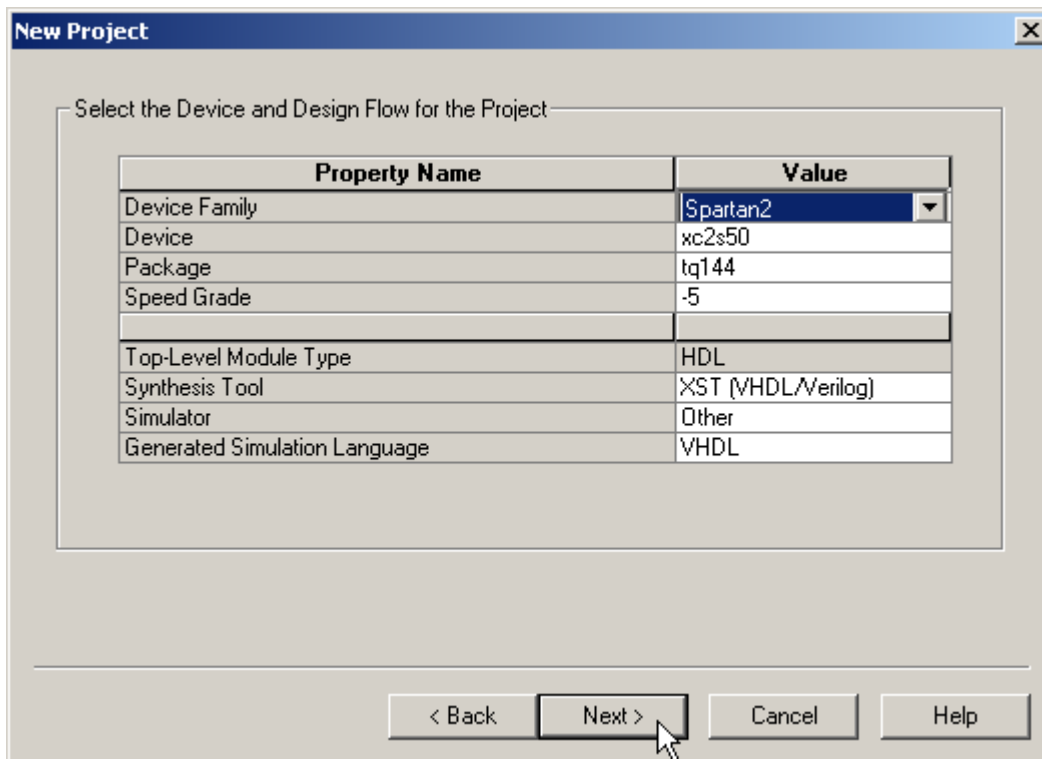 New Project
Select the Device and Design Flow for the Project
Property Name Value
Device Family Spartan2
Device xc2s50
Package tq144
Speed Grade -5
Top-Level Module Type HDL
Synthesis Tool XST (VHDL/Verilog)
Simulator Other
Generated Simulation Language VHDL
< Back Next > Cancel Help